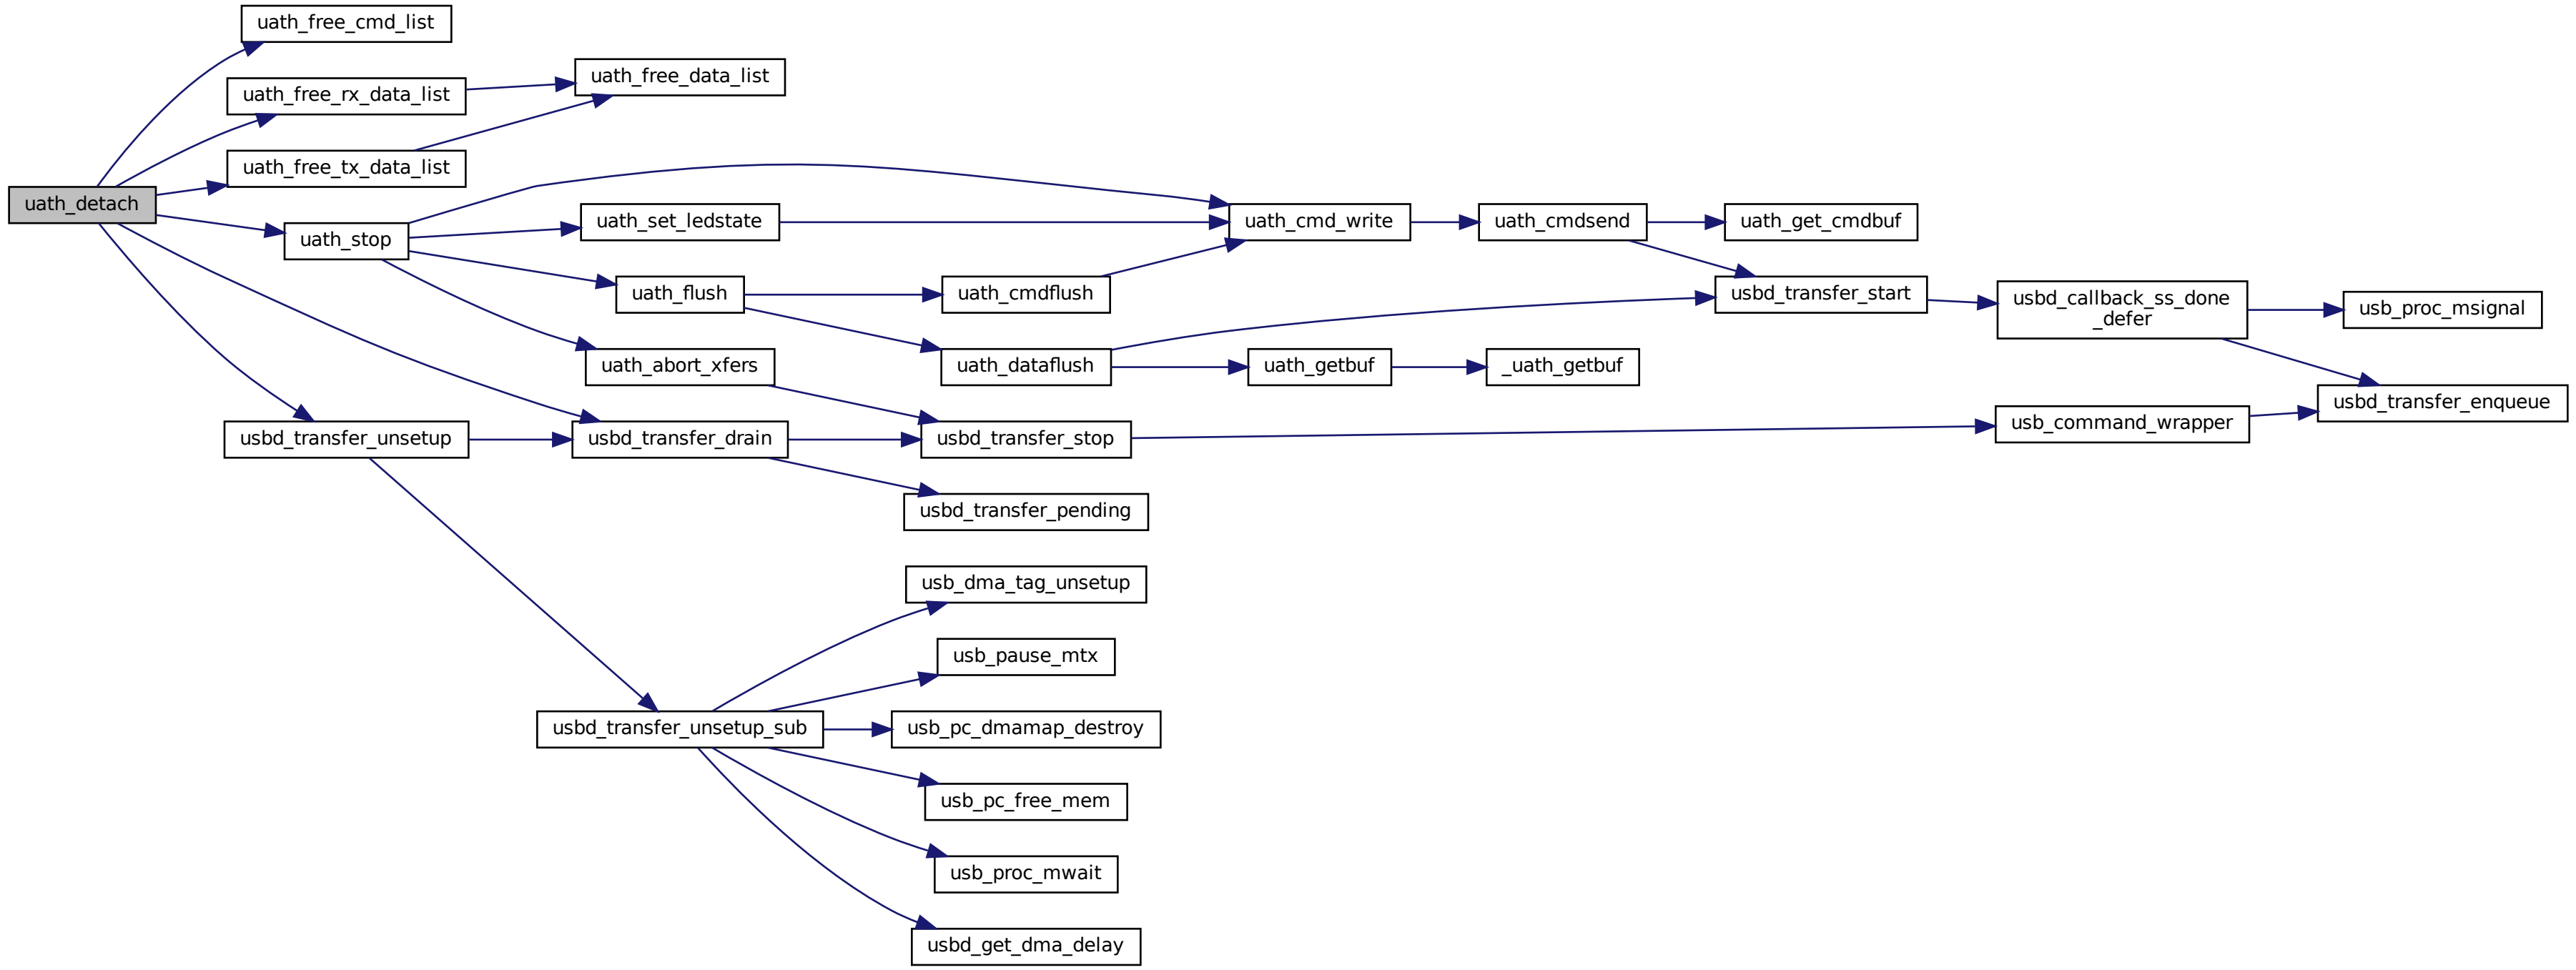 uath_free_cmd_list
uath_free_data_list
uath_free_rx_data_list
uath_free_tx_data_list
uath_detach
uath_stop
uath_set_ledstate
uath_cmd_write
uath_cmdsend
uath_get_cmdbuf
uath_flush
uath_cmdflush
usbd_transfer_start
usbd_callback_ss_done
_defer
usb_proc_msignal
uath_abort_xfers
uath_dataflush
uath_getbuf
_uath_getbuf
usbd_transfer_enqueue
usbd_transfer_unsetup
usbd_transfer_drain
usbd_transfer_stop
usb_command_wrapper
usbd_transfer_pending
usb_dma_tag_unsetup
usb_pause_mtx
usbd_transfer_unsetup_sub
usb_pc_dmamap_destroy
usb_pc_free_mem
usb_proc_mwait
usbd_get_dma_delay